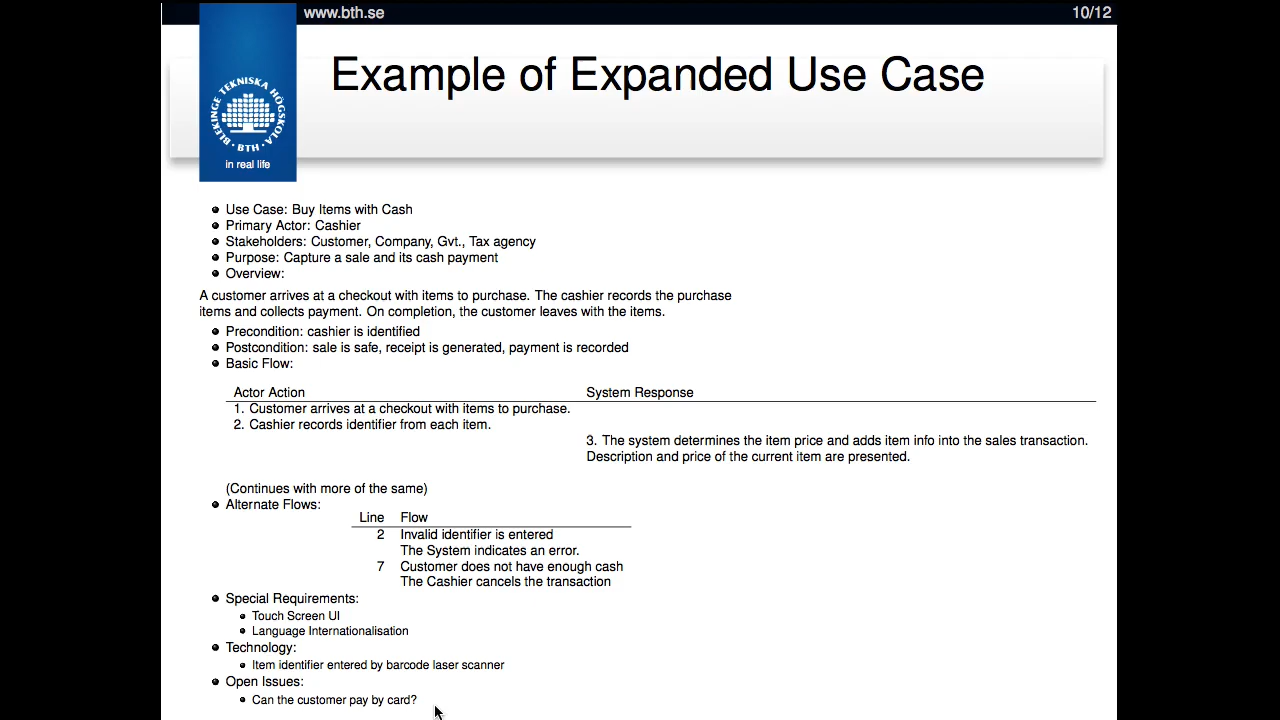 www.bth.se
10/12
Example of Expanded Use Case
BLEKINGE TEKNISKA HÖGSKOLA
· BTH ·
in real life
Use Case: Buy Items with Cash
Primary Actor: Cashier
Stakeholders: Customer, Company, Gvt., Tax agency
Purpose: Capture a sale and its cash payment
Overview:
A customer arrives at a checkout with items to purchase. The cashier records the purchase
items and collects payment. On completion, the customer leaves with the items.
Precondition: cashier is identified
Postcondition: sale is safe, receipt is generated, payment is recorded
Basic Flow:
Actor Action System Response
1. Customer arrives at a checkout with items to purchase.
2. Cashier records identifier from each item.
3. The system determines the item price and adds item info into the sales transaction.
Description and price of the current item are presented.
(Continues with more of the same)
Alternate Flows:
Line Flow
2 Invalid identifier is entered
The System indicates an error.
7 Customer does not have enough cash
The Cashier cancels the transaction
Special Requirements:
Touch Screen UI
Language Internationalisation
Technology:
Item identifier entered by barcode laser scanner
Open Issues:
Can the customer pay by card?